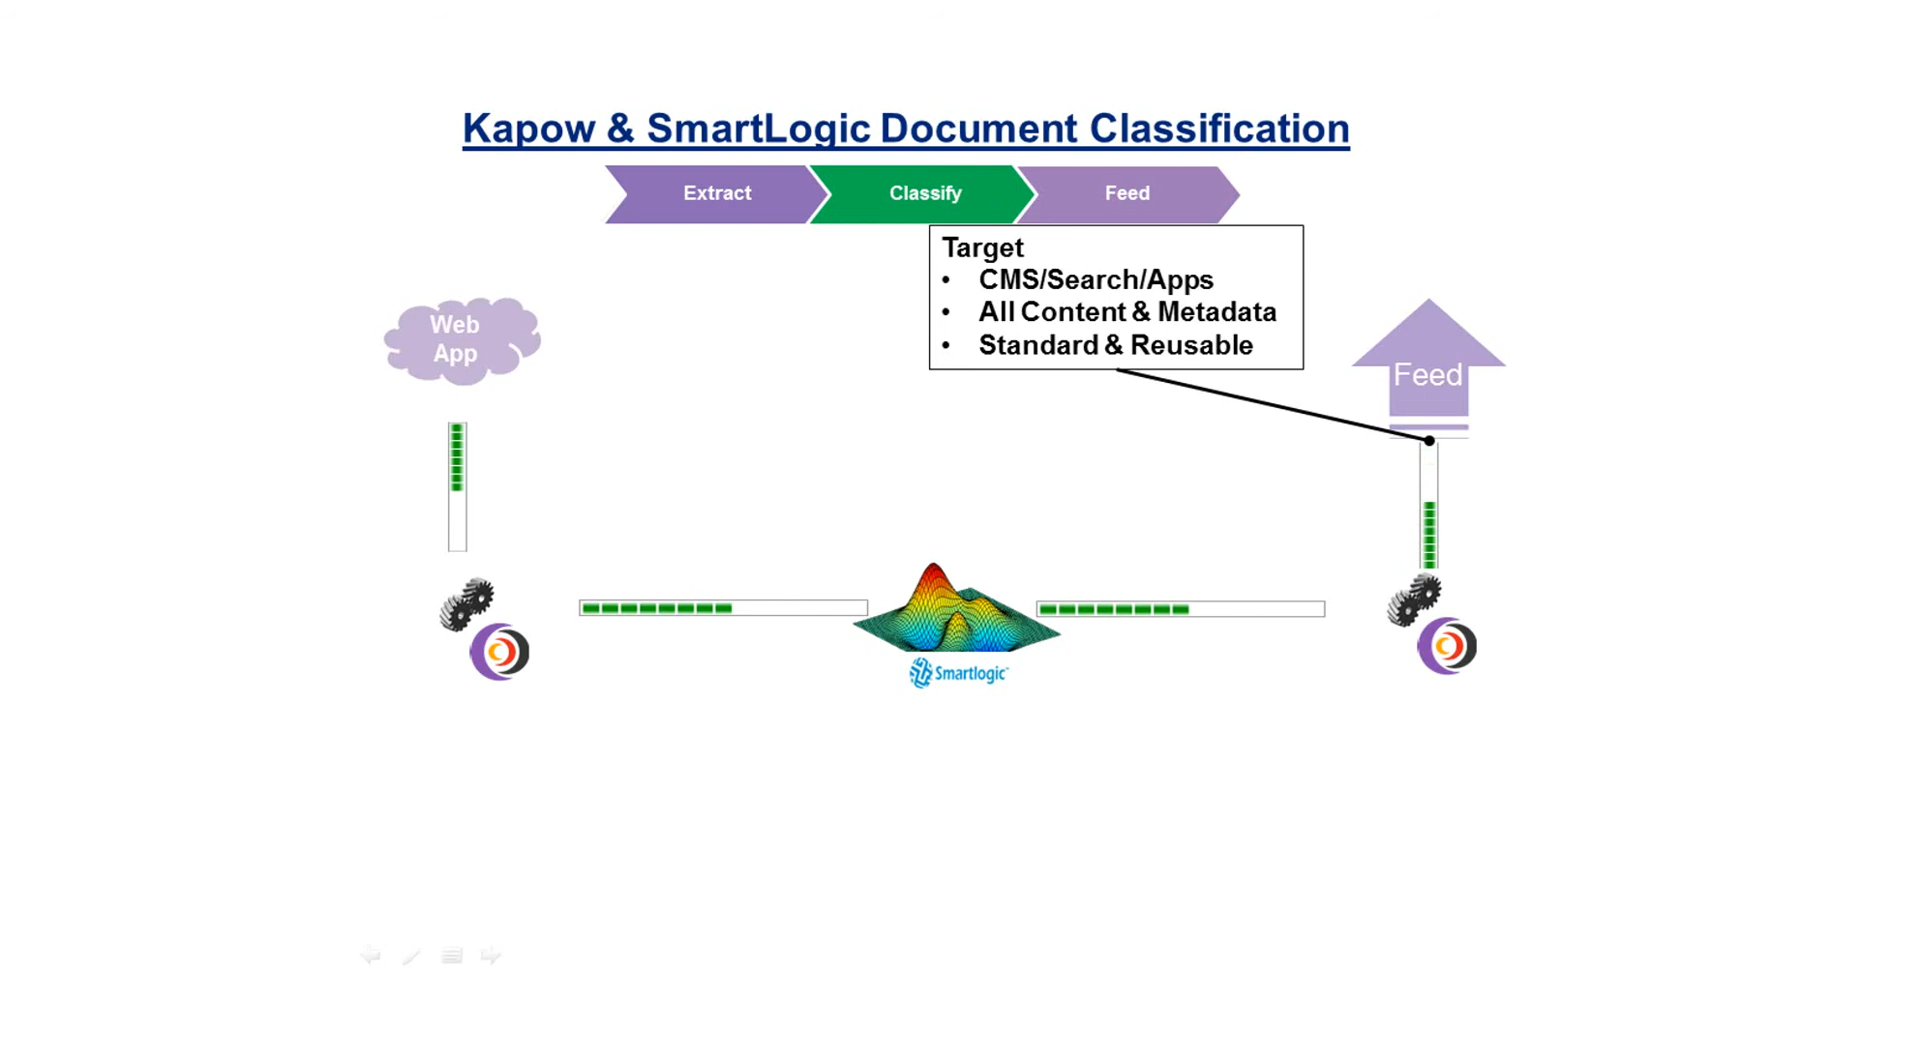 Kapow & SmartLogic Document Classification
Extract
Classify
Feed
Target
• CMS/Search/Apps
• All Content & Metadata
• Standard & Reusable
Web
App
Feed
Smartlogic™